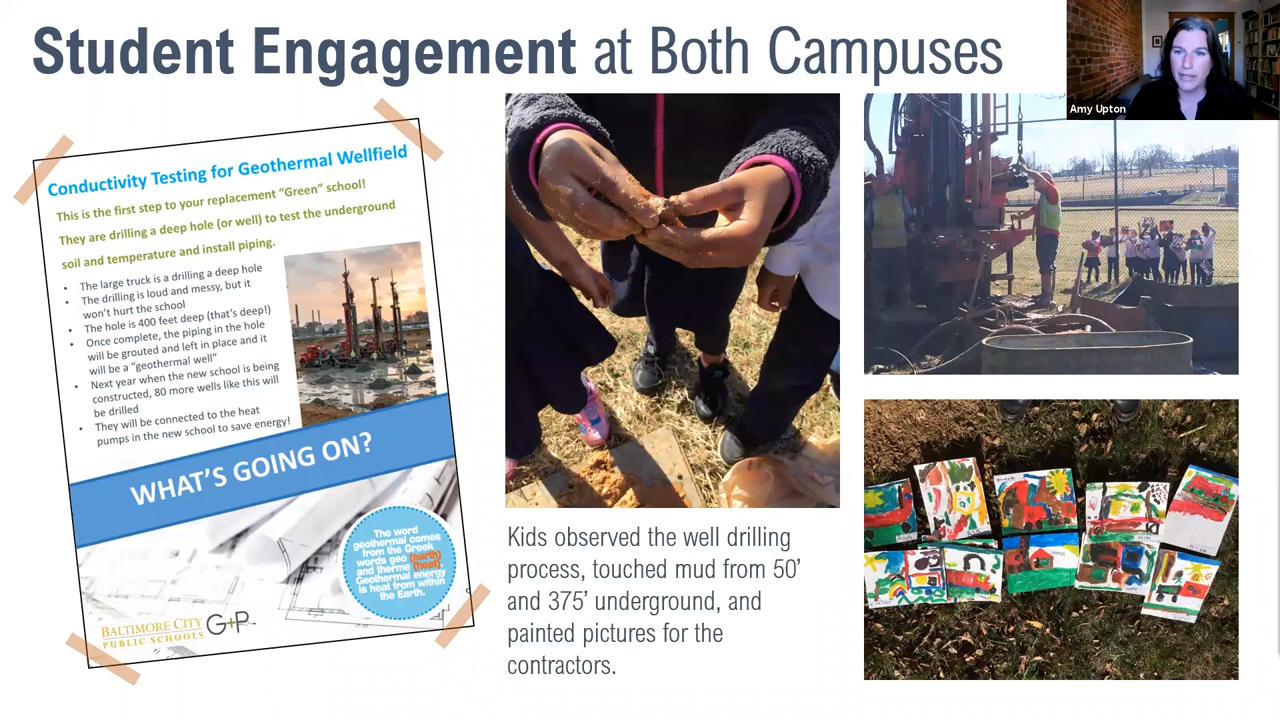 Student Engagement at Both Campuses
Amy Upton
Conductivity Testing for Geothermal Wellfield
This is the first step to your replacement “Green” school!
They are drilling a deep hole (or well) to test the underground
soil and temperature and install piping.
• The large truck is a drilling a deep hole
• The drilling is loud and messy, but it
won’t hurt the school
• The hole is 400 feet deep (that’s deep!)
• Once complete, the piping in the hole
will be grouted and left in place and it
will be a “geothermal well”
• Next year when the new school is being
constructed, 80 more wells like this will
be drilled
• They will be connected to the heat
pumps in the new school to save energy!
WHAT’S GOING ON?
The word
geothermal comes
from the Greek
words geo (earth)
and therme (heat).
Geothermal energy
is heat from within
the Earth.
BALTIMORE CITY
PUBLIC SCHOOLS
G+P
Kids observed the well drilling
process, touched mud from 50’
and 375’ underground, and
painted pictures for the
contractors.